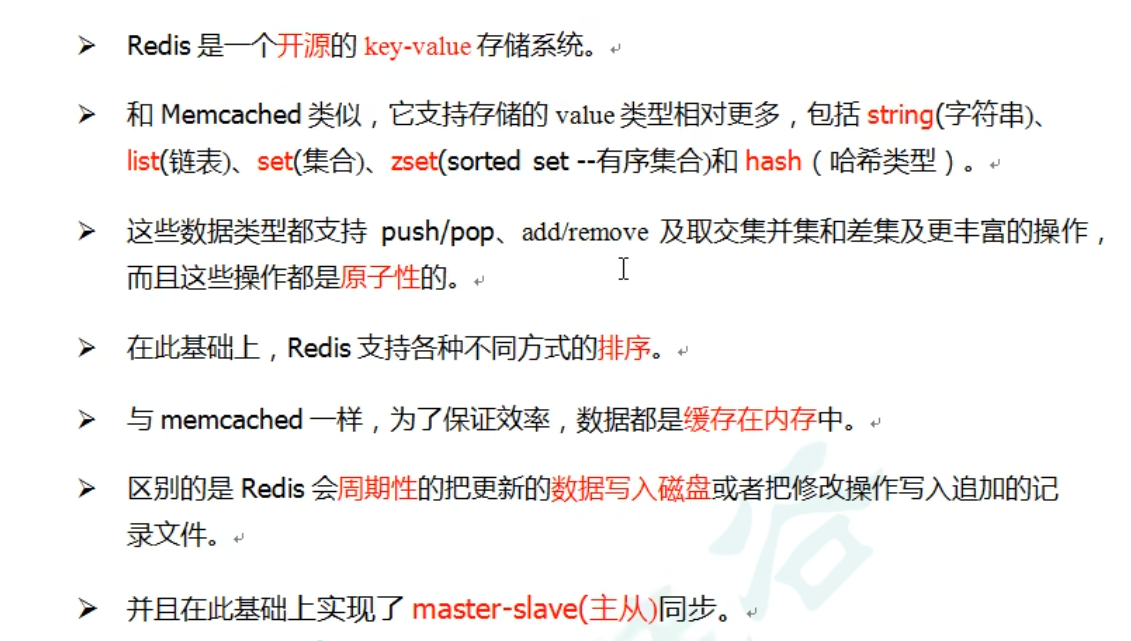 ➢ Redis 是一个开源的 key-value 存储系统。
➢ 和 Memcached 类似，它支持存储的 value 类型相对更多，包括 string(字符串)、
list(链表)、set(集合)、zset(sorted set --有序集合)和 hash（哈希类型）。
➢ 这些数据类型都支持 push/pop、add/remove 及取交集并集和差集及更丰富的操作，
而且这些操作都是原子性的。
➢ 在此基础上，Redis 支持各种不同方式的排序。
➢ 与 memcached 一样，为了保证效率，数据都是缓存在内存中。
➢ 区别的是 Redis 会周期性的把更新的数据写入磁盘或者把修改操作写入追加的记
录文件。
➢ 并且在此基础上实现了 master-slave(主从)同步。
谷